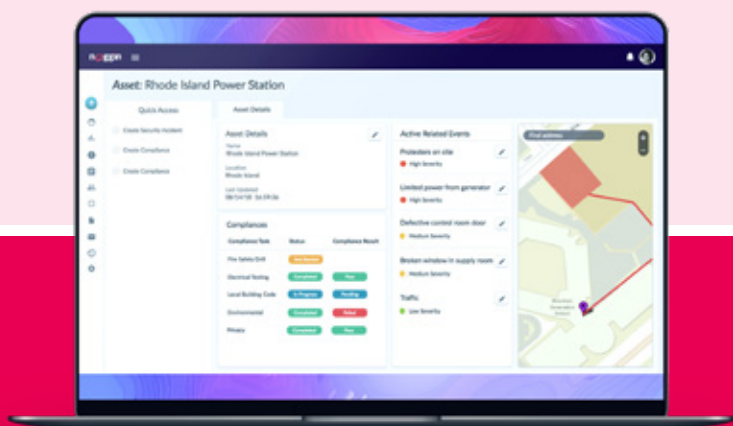 Asset: Rhode Island Power Station
Quick Access
Asset Details
Create Security Incident
Create Compliance
Create Compliance
Asset Details
Name
Rhode Island Power Station
Location
Rhode Island
Last Updated
Compliances
Compliance Task
Status
Compliance Result
Fire Safety Drill
Not Started
Electrical Testing
Completed
Pass
Local Building Code
In Progress
Pending
Environmental
Completed
Failed
Privacy
Completed
Pass
Active Related Events
Protesters on site
High Severity
Limited power from generator
High Severity
Defective control room door
Medium Severity
Broken window in supply room
Medium Severity
Traffic
Low Severity
Find address